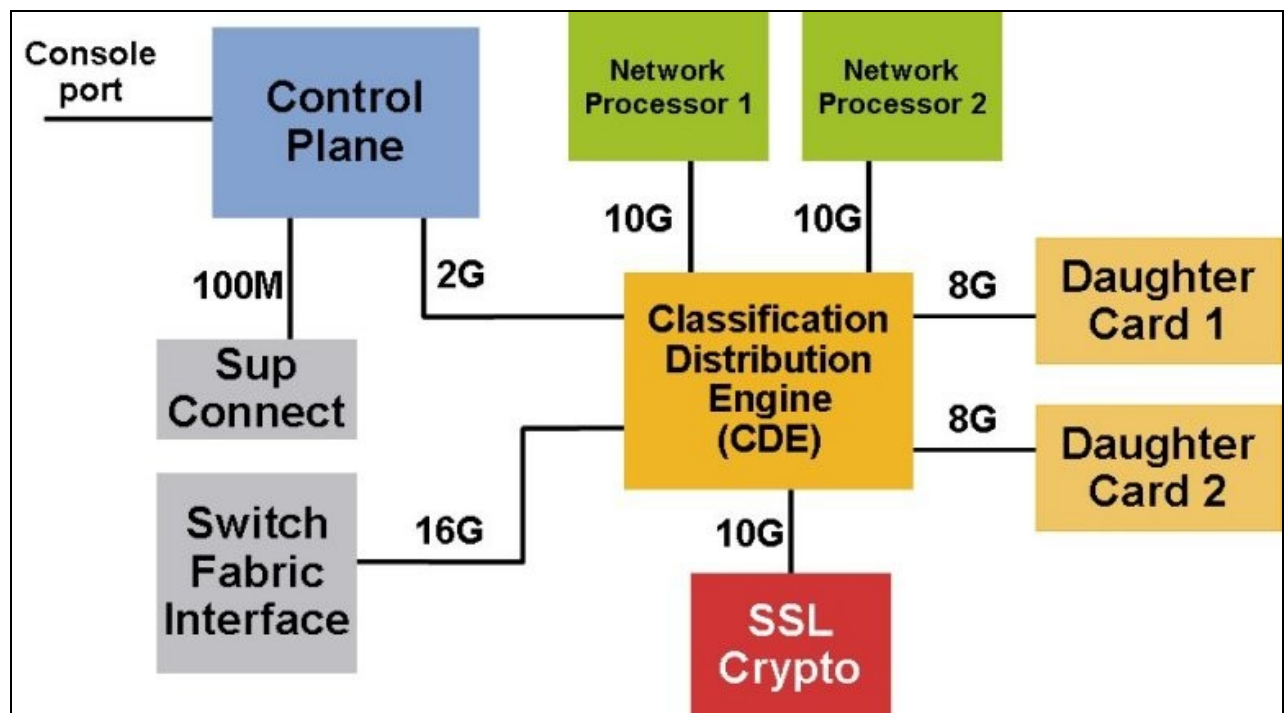 Console
port
Control
Plane
Network
Processor 1
Network
Processor 2
10G
10G
100M
2G
8G
Daughter
Card 1
Classification
Distribution
Engine
(CDE)
Sup
Connect
8G
Daughter
Card 2
Switch
Fabric
Interface
16G
10G
SSL
Crypto